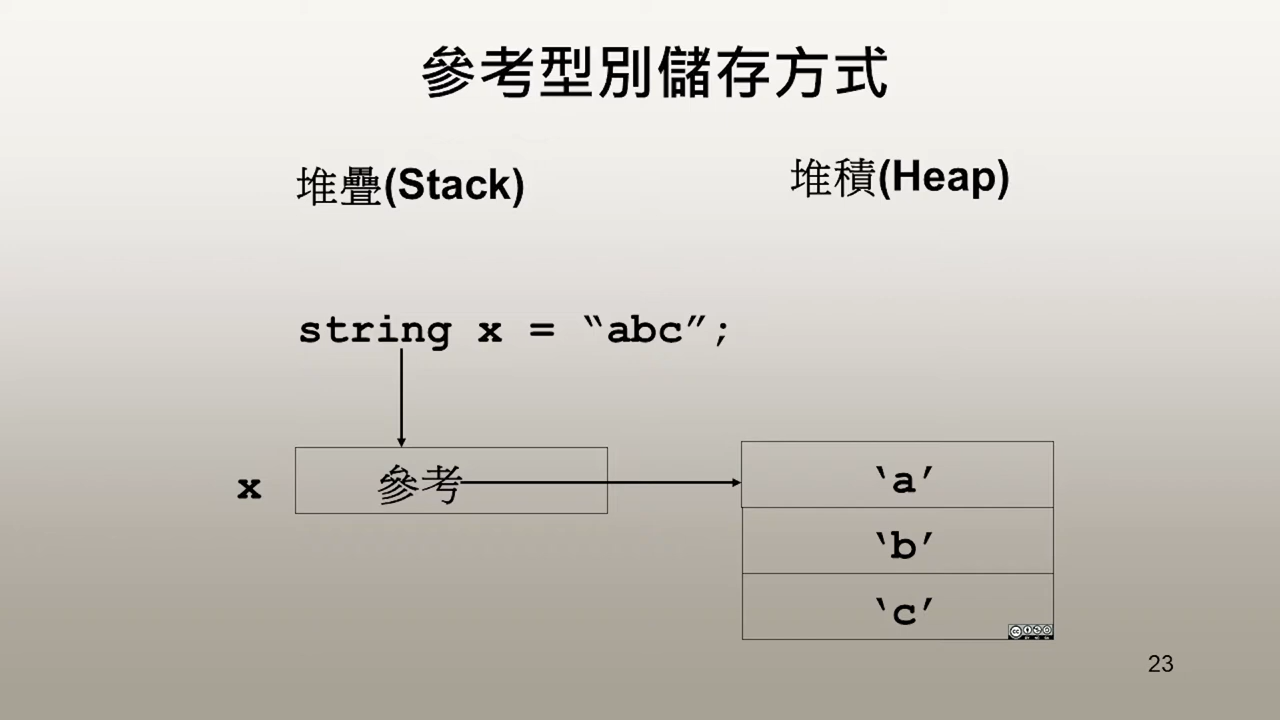 參考型別儲存方式
堆疊(Stack)
堆積(Heap)
string x = “abc”;
x
參考
‘a’
‘b’
‘c’
23